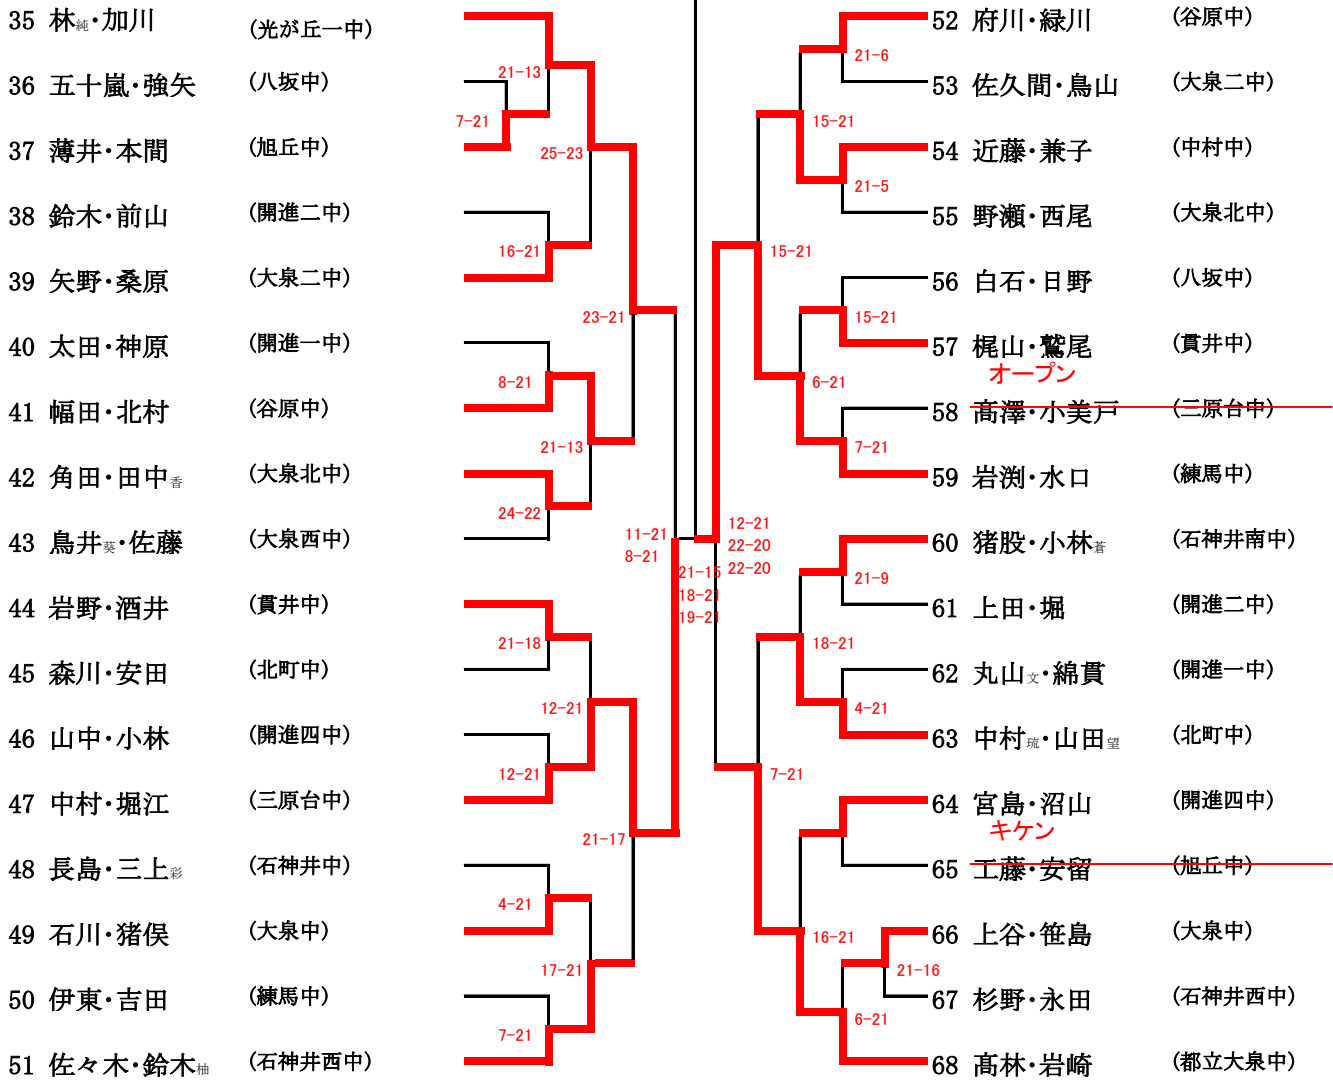 35 林純・加川 (光が丘一中)
36 五十嵐・強矢 (八坂中)
37 薄井・本間 (旭丘中)
38 鈴木・前山 (開進二中)
39 矢野・桑原 (大泉二中)
40 太田・神原 (開進一中)
41 幅田・北村 (谷原中)
42 角田・田中香 (大泉北中)
43 鳥井葵・佐藤 (大泉西中)
44 岩野・酒井 (貫井中)
45 森川・安田 (北町中)
46 山中・小林 (開進四中)
47 中村・堀江 (三原台中)
48 長島・三上彩 (石神井中)
49 石川・猪俣 (大泉中)
50 伊東・吉田 (練馬中)
51 佐々木・鈴木柚 (石神井西中)
21-13
7-21
25-23
16-21
23-21
8-21
21-13
24-22
11-21
8-21
21-18
12-21
12-21
21-17
4-21
17-21
7-21
21-15
18-21
19-21
12-21
22-20
22-20
21-6
15-21
21-5
15-21
15-21
6-21
7-21
21-9
18-21
4-21
7-21
16-21
21-16
6-21
52 府川・緑川 (谷原中)
53 佐久間・鳥山 (大泉二中)
54 近藤・兼子 (中村中)
55 野瀬・西尾 (大泉北中)
56 白石・日野 (八坂中)
57 梶山・鷲尾 (貫井中)
オープン
58 髙澤・小美戸 (三原台中)
59 岩渕・水口 (練馬中)
60 猪股・小林蒼 (石神井南中)
61 上田・堀 (開進二中)
62 丸山文・綿貫 (開進一中)
63 中村琉・山田望 (北町中)
64 宮島・沼山 (開進四中)
キケン
65 工藤・安留 (旭丘中)
66 上谷・笹島 (大泉中)
67 杉野・永田 (石神井西中)
68 髙林・岩崎 (都立大泉中)